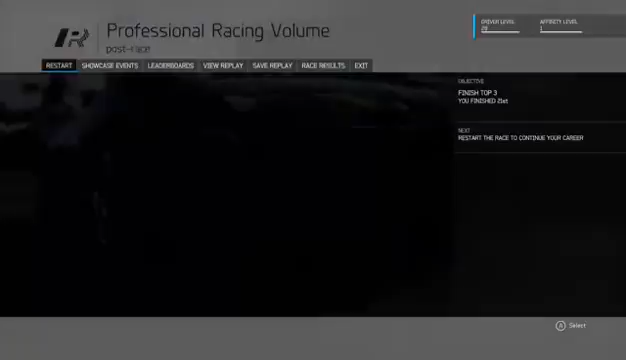 Professional Racing Volume
post-race
DRIVER LEVEL
AFFINITY LEVEL
1
RESTART
SHOWCASE EVENTS
LEADERBOARDS
VIEW REPLAY
SAVE REPLAY
RACE RESULTS
EXIT
OBJECTIVE
FINISH TOP 3
YOU FINISHED 21st
NEXT
RESTART THE RACE TO CONTINUE YOUR CAREER
A Select